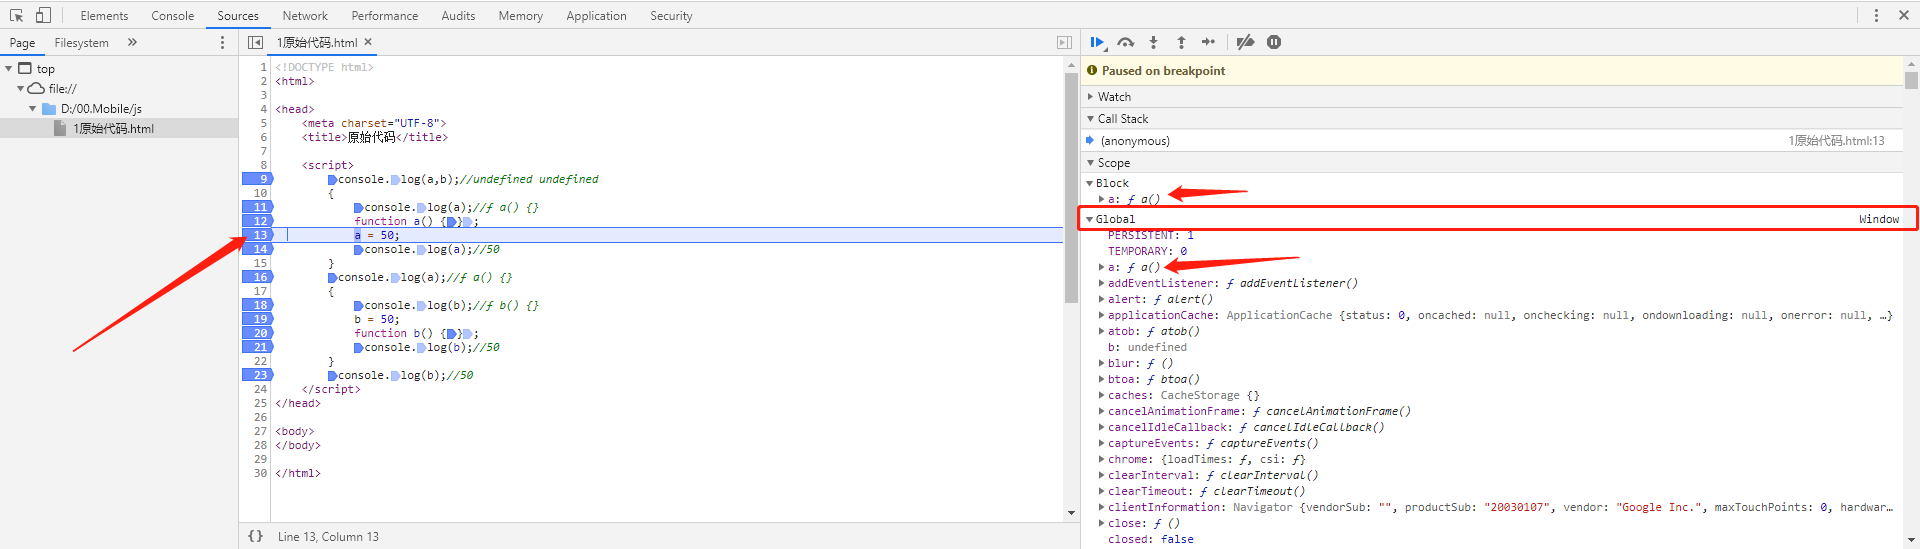 Elements Console Sources Network Performance Audits Memory Application Security
Page Filesystem »
1原始代码.html ×
top
file://
D:/00.Mobile/js
1原始代码.html
1 <!DOCTYPE html>
2 <html>
3
4 <head>
5 <meta charset="UTF-8">
6 <title>原始代码</title>
7
8 <script>
9 console.log(a,b);//undefined undefined
10 {
11 console.log(a);//ƒ a() {}
12 function a() {};
13 a = 50;
14 console.log(a);//50
15 }
16 console.log(a);//ƒ a() {}
17 {
18 console.log(b);//ƒ b() {}
19 b = 50;
20 function b() {};
21 console.log(b);//50
22 }
23 console.log(b);//50
24 </script>
25 </head>
26
27 <body>
28 </body>
29
30 </html>
{} Line 13, Column 13
Paused on breakpoint
Watch
Call Stack
(anonymous) 1原始代码.html:13
Scope
Block
a: ƒ a()
Global Window
PERSISTENT: 1
TEMPORARY: 0
a: ƒ a()
addEventListener: ƒ addEventListener()
alert: ƒ alert()
applicationCache: ApplicationCache {status: 0, oncached: null, onchecking: null, ondownloading: null, onerror: null, …}
atob: ƒ atob()
b: undefined
blur: ƒ ()
btoa: ƒ btoa()
caches: CacheStorage {}
cancelAnimationFrame: ƒ cancelAnimationFrame()
cancelIdleCallback: ƒ cancelIdleCallback()
captureEvents: ƒ captureEvents()
chrome: {loadTimes: ƒ, csi: ƒ}
clearInterval: ƒ clearInterval()
clearTimeout: ƒ clearTimeout()
clientInformation: Navigator {vendorSub: "", productSub: "20030107", vendor: "Google Inc.", maxTouchPoints: 0, hardwar…
close: ƒ ()
closed: false